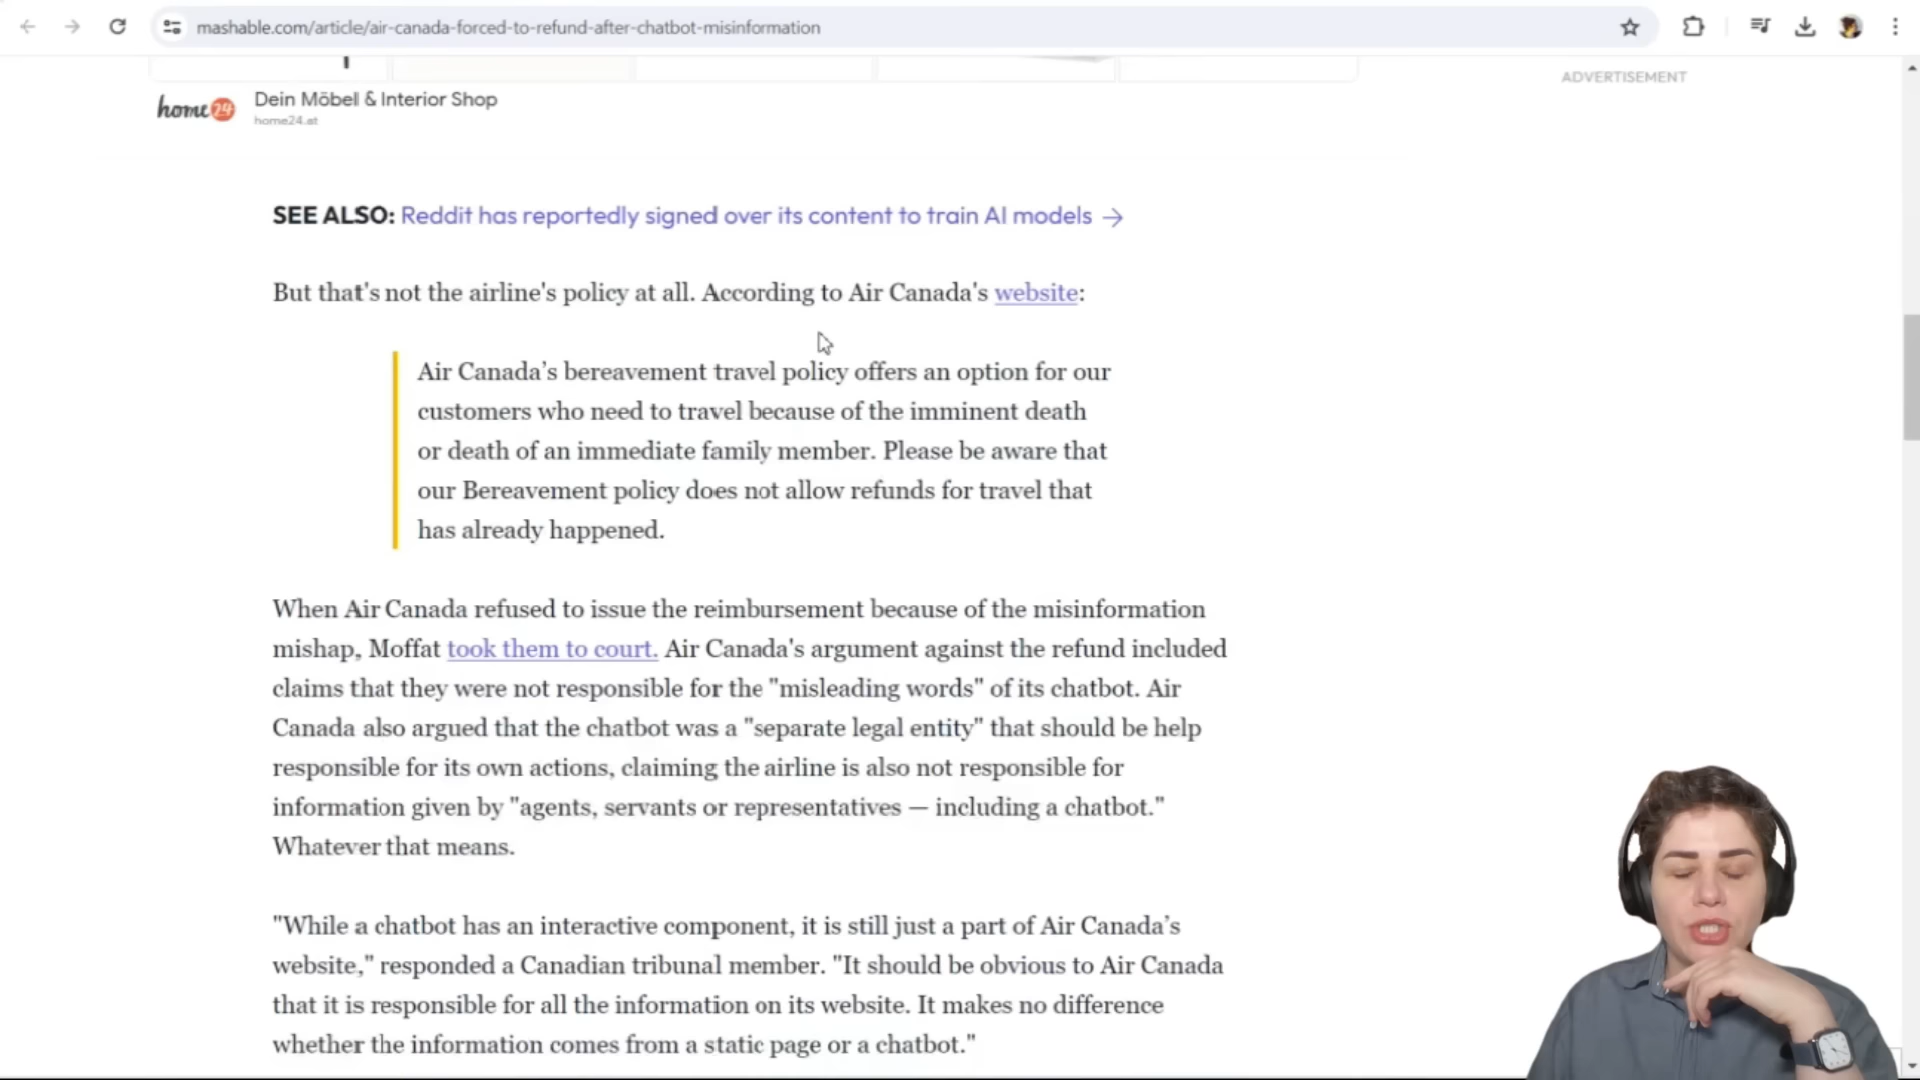 mashable.com/article/air-canada-forced-to-refund-after-chatbot-misinformation
ADVERTISEMENT
home24
Dein Möbel & Interior Shop
home24.at
SEE ALSO: Reddit has reportedly signed over its content to train AI models →
But that's not the airline's policy at all. According to Air Canada's website:
Air Canada’s bereavement travel policy offers an option for our
customers who need to travel because of the imminent death
or death of an immediate family member. Please be aware that
our Bereavement policy does not allow refunds for travel that
has already happened.
When Air Canada refused to issue the reimbursement because of the misinformation
mishap, Moffat took them to court. Air Canada's argument against the refund included
claims that they were not responsible for the "misleading words" of its chatbot. Air
Canada also argued that the chatbot was a "separate legal entity" that should be help
responsible for its own actions, claiming the airline is also not responsible for
information given by "agents, servants or representatives — including a chatbot."
Whatever that means.
"While a chatbot has an interactive component, it is still just a part of Air Canada’s
website," responded a Canadian tribunal member. "It should be obvious to Air Canada
that it is responsible for all the information on its website. It makes no difference
whether the information comes from a static page or a chatbot."